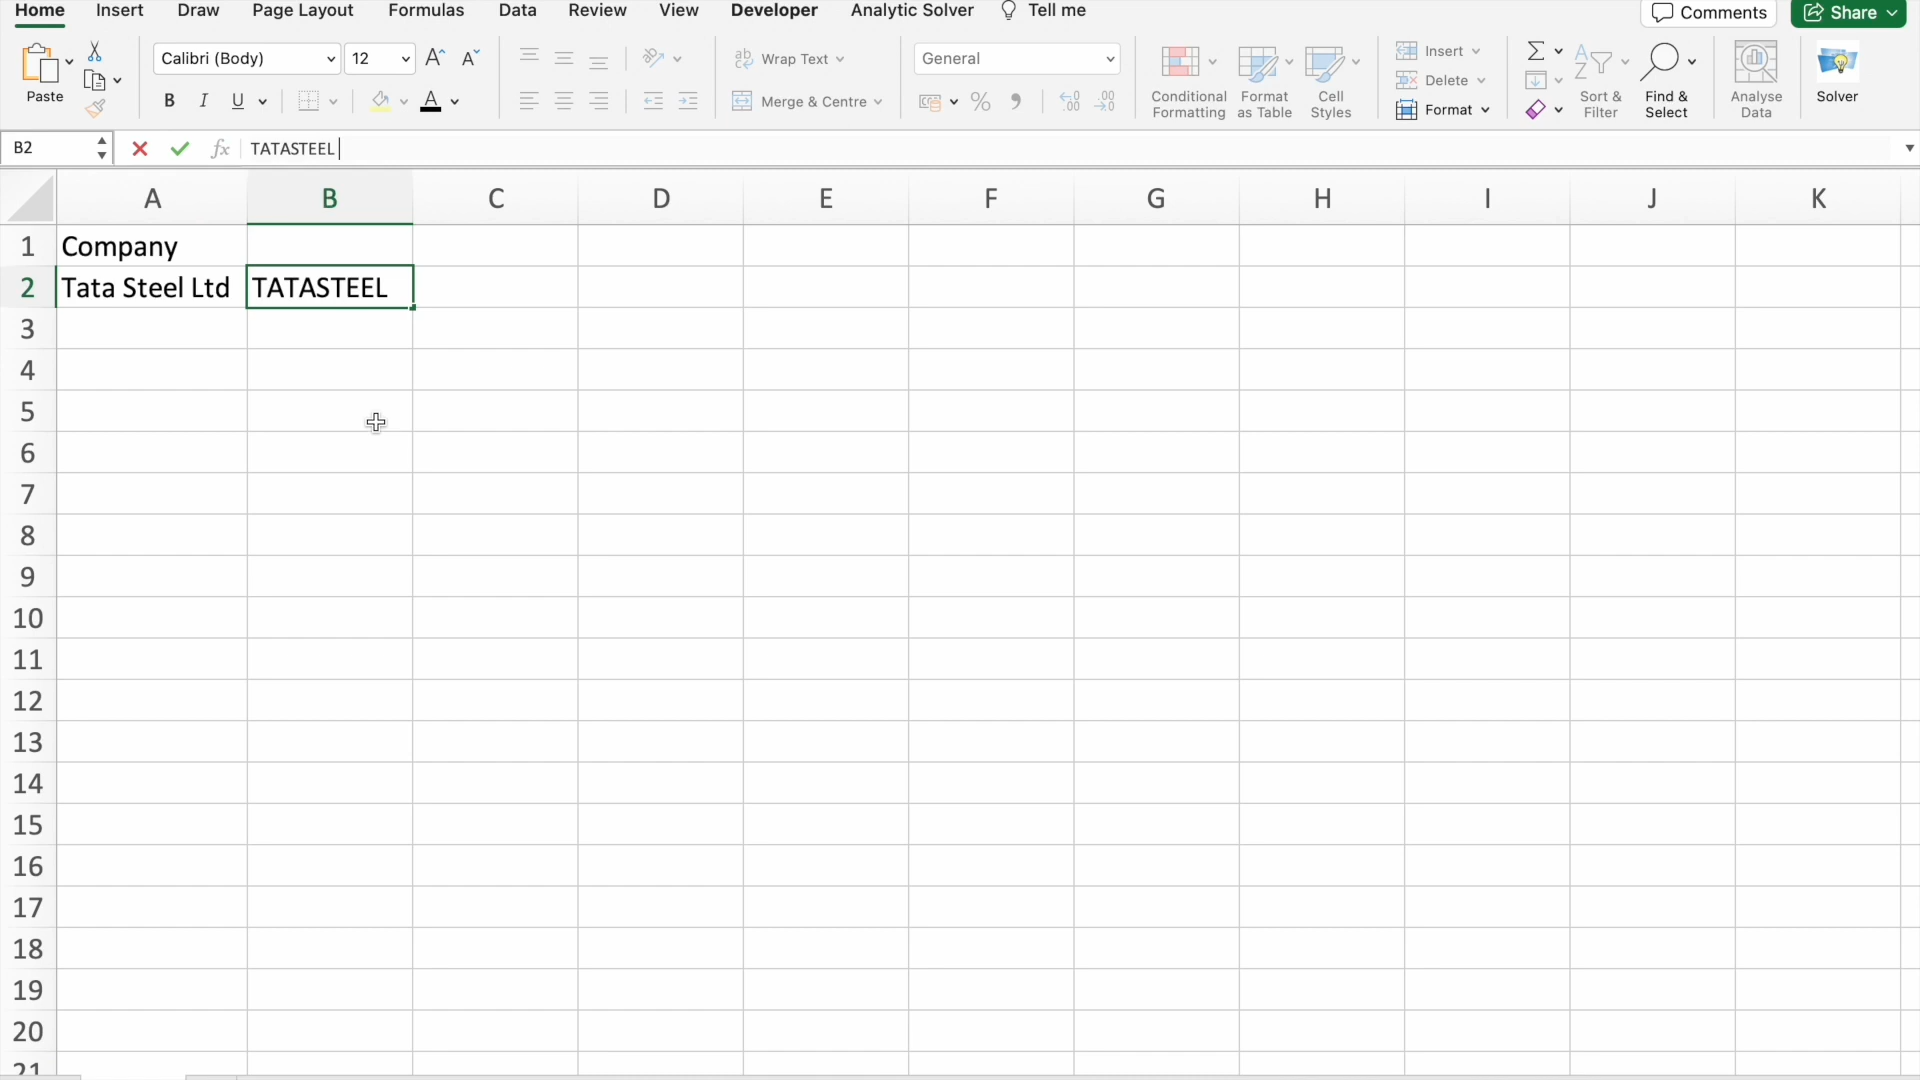 Home Insert Draw Page Layout Formulas Data Review View Developer Analytic Solver Tell me Comments Share
Paste Calibri (Body) 12 A A Wrap Text General Conditional Formatting Format as Table Cell Styles Insert Sort & Filter Find & Select Analyse Data Solver
B I U A Merge & Centre % Delete
Format
B2 fx TATASTEEL
A B C D E F G H I J K
1 Company
2 Tata Steel Ltd TATASTEEL
3
4
5
6
7
8
9
10
11
12
13
14
15
16
17
18
19
20
21